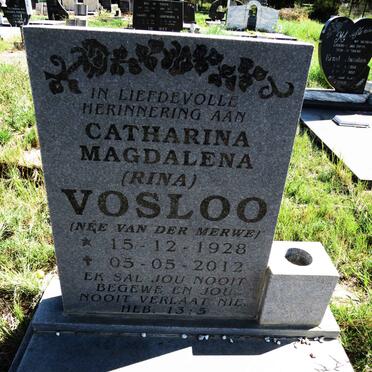 IN LIEFDEVOLLE
HERINNERING AAN
CATHARINA
MAGDALENA
(RINA)
VOSLOO
(NÉE VAN DER MERWE)
* 15-12-1928
✝ 05-05-2012
EK SAL JOU NOOIT
BEGEWE EN JOU
NOOIT VERLAAT NIE.
HEB. 13:5